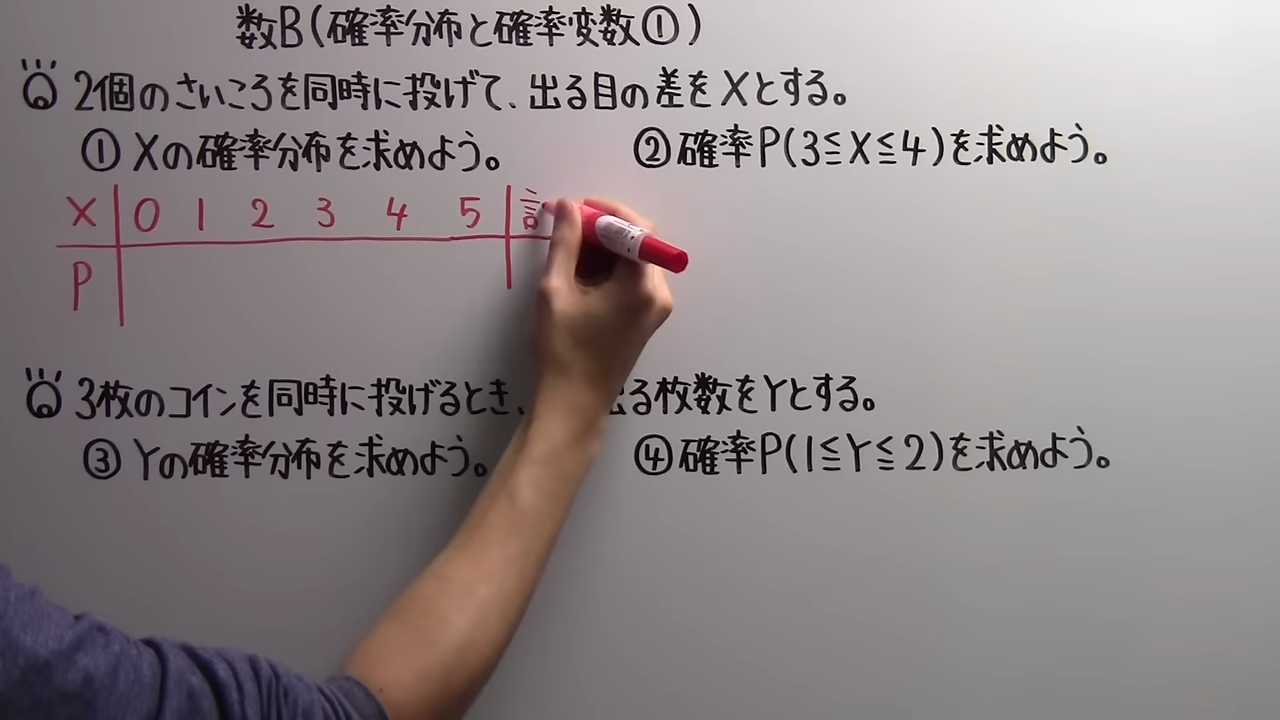 数B(確率分布と確率変数①)
Q 2個のさいころを同時に投げて、出る目の差をXとする。
①Xの確率分布を求めよう。 ②確率P(3≦X≦4)を求めよう。
X 0 1 2 3 4 5
P
Q 3枚のコインを同時に投げるとき、 出る枚数をYとする。
③Yの確率分布を求めよう。 ④確率P(1≦Y≦2)を求めよう。